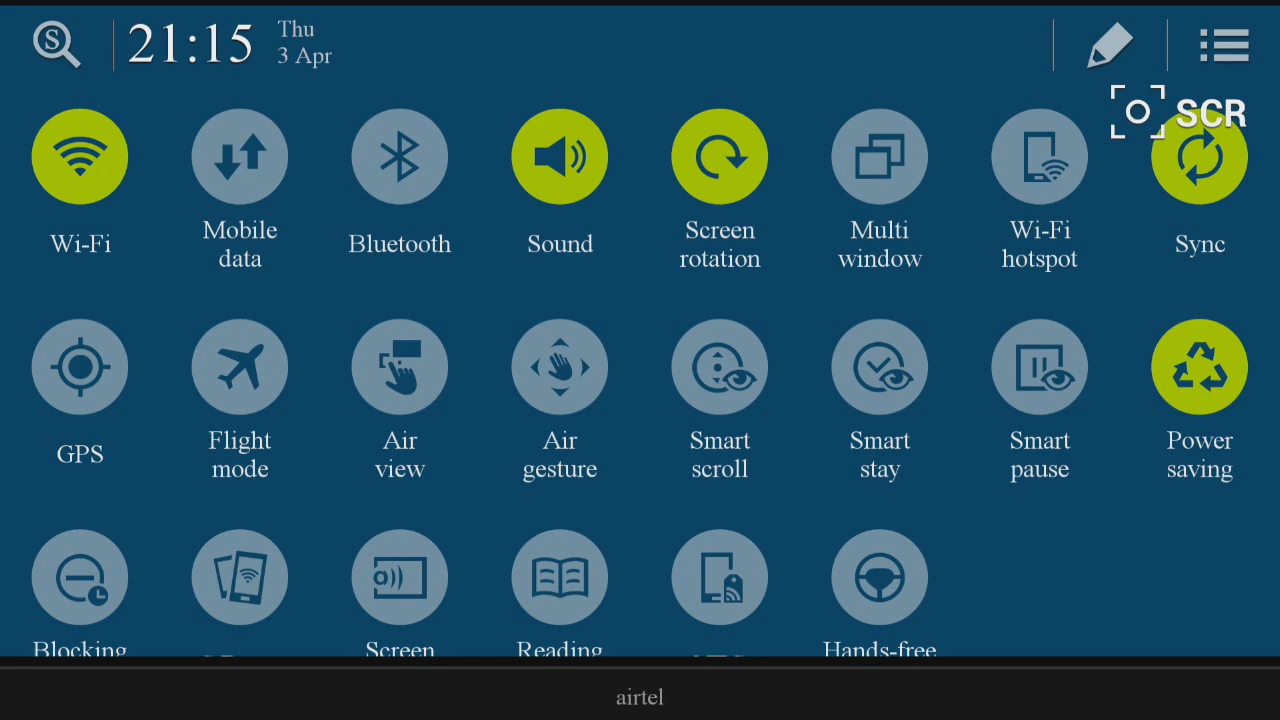 S
21:15
Thu
3 Apr
SCR
Wi-Fi
Mobile
data
Bluetooth
Sound
Screen
rotation
Multi
window
Wi-Fi
hotspot
Sync
GPS
Flight
mode
Air
view
Air
gesture
Smart
scroll
Smart
stay
Smart
pause
Power
saving
Blocking
Screen
Reading
Hands-free
airtel